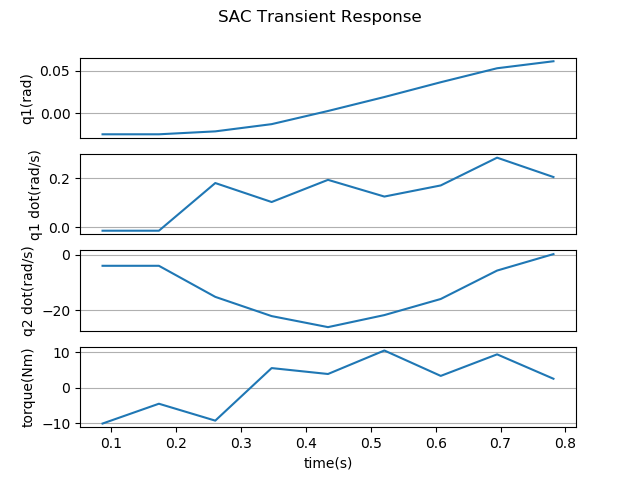 SAC Transient Response
q1(rad)
0.05
0.00
q1 dot(rad/s)
0.2
0.0
q2 dot(rad/s)
0
−20
torque(Nm)
10
0
−10
0.1 0.2 0.3 0.4 0.5 0.6 0.7 0.8
time(s)